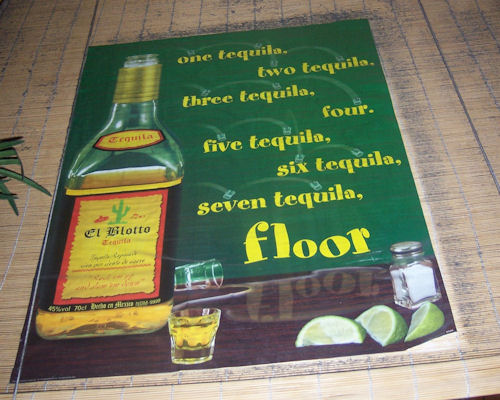 one tequila,
two tequila,
three tequila,
four.
five tequila,
six tequila,
seven tequila,
floor
Tequila
El Blotto
Tequila
45%vol 70cl Hecho en Mexico